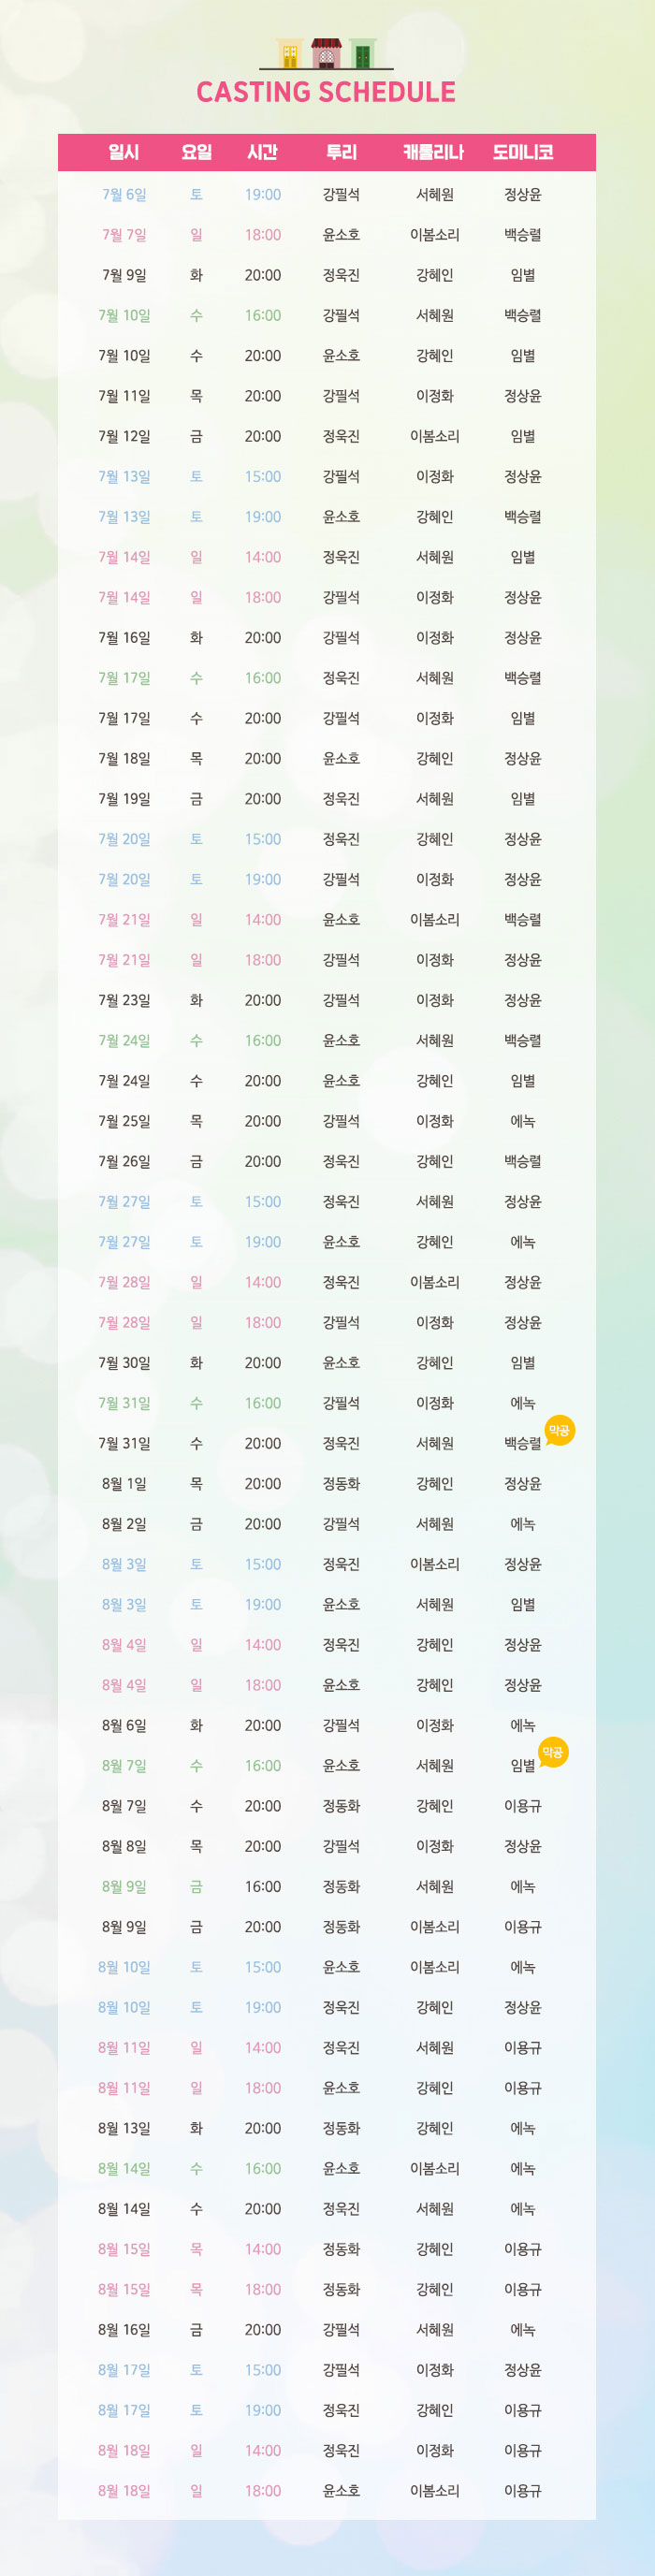 CASTING SCHEDULE
일시 요일 시간 투리 캐롤리나 도미니코
7월 6일 토 19:00 강필석 서혜원 정상윤
7월 7일 일 18:00 윤소호 이봄소리 백승렬
7월 9일 화 20:00 정욱진 강혜인 임별
7월 10일 수 16:00 강필석 서혜원 백승렬
7월 10일 수 20:00 윤소호 강혜인 임별
7월 11일 목 20:00 강필석 이정화 정상윤
7월 12일 금 20:00 정욱진 이봄소리 임별
7월 13일 토 15:00 강필석 이정화 정상윤
7월 13일 토 19:00 윤소호 강혜인 백승렬
7월 14일 일 14:00 정욱진 서혜원 임별
7월 14일 일 18:00 강필석 이정화 정상윤
7월 16일 화 20:00 강필석 이정화 정상윤
7월 17일 수 16:00 정욱진 서혜원 백승렬
7월 17일 수 20:00 강필석 이정화 임별
7월 18일 목 20:00 윤소호 강혜인 정상윤
7월 19일 금 20:00 정욱진 서혜원 임별
7월 20일 토 15:00 정욱진 강혜인 정상윤
7월 20일 토 19:00 강필석 이정화 정상윤
7월 21일 일 14:00 윤소호 이봄소리 백승렬
7월 21일 일 18:00 강필석 이정화 정상윤
7월 23일 화 20:00 강필석 이정화 정상윤
7월 24일 수 16:00 윤소호 서혜원 백승렬
7월 24일 수 20:00 윤소호 강혜인 임별
7월 25일 목 20:00 강필석 이정화 에녹
7월 26일 금 20:00 정욱진 강혜인 백승렬
7월 27일 토 15:00 정욱진 서혜원 정상윤
7월 27일 토 19:00 윤소호 강혜인 에녹
7월 28일 일 14:00 정욱진 이봄소리 정상윤
7월 28일 일 18:00 강필석 이정화 정상윤
7월 30일 화 20:00 윤소호 강혜인 임별
7월 31일 수 16:00 강필석 이정화 에녹
7월 31일 수 20:00 정욱진 서혜원 백승렬 막공
8월 1일 목 20:00 정동화 강혜인 정상윤
8월 2일 금 20:00 강필석 서혜원 에녹
8월 3일 토 15:00 정욱진 이봄소리 정상윤
8월 3일 토 19:00 윤소호 서혜원 임별
8월 4일 일 14:00 정욱진 강혜인 정상윤
8월 4일 일 18:00 윤소호 강혜인 정상윤
8월 6일 화 20:00 강필석 이정화 에녹
8월 7일 수 16:00 윤소호 서혜원 임별 막공
8월 7일 수 20:00 정동화 강혜인 이용규
8월 8일 목 20:00 강필석 이정화 정상윤
8월 9일 금 16:00 정동화 서혜원 에녹
8월 9일 금 20:00 정동화 이봄소리 이용규
8월 10일 토 15:00 윤소호 이봄소리 에녹
8월 10일 토 19:00 정욱진 강혜인 정상윤
8월 11일 일 14:00 정욱진 서혜원 이용규
8월 11일 일 18:00 윤소호 강혜인 이용규
8월 13일 화 20:00 정동화 강혜인 에녹
8월 14일 수 16:00 윤소호 이봄소리 에녹
8월 14일 수 20:00 정욱진 서혜원 에녹
8월 15일 목 14:00 정동화 강혜인 이용규
8월 15일 목 18:00 정동화 강혜인 이용규
8월 16일 금 20:00 강필석 서혜원 에녹
8월 17일 토 15:00 강필석 이정화 정상윤
8월 17일 토 19:00 정욱진 강혜인 이용규
8월 18일 일 14:00 정욱진 이정화 이용규
8월 18일 일 18:00 윤소호 이봄소리 이용규